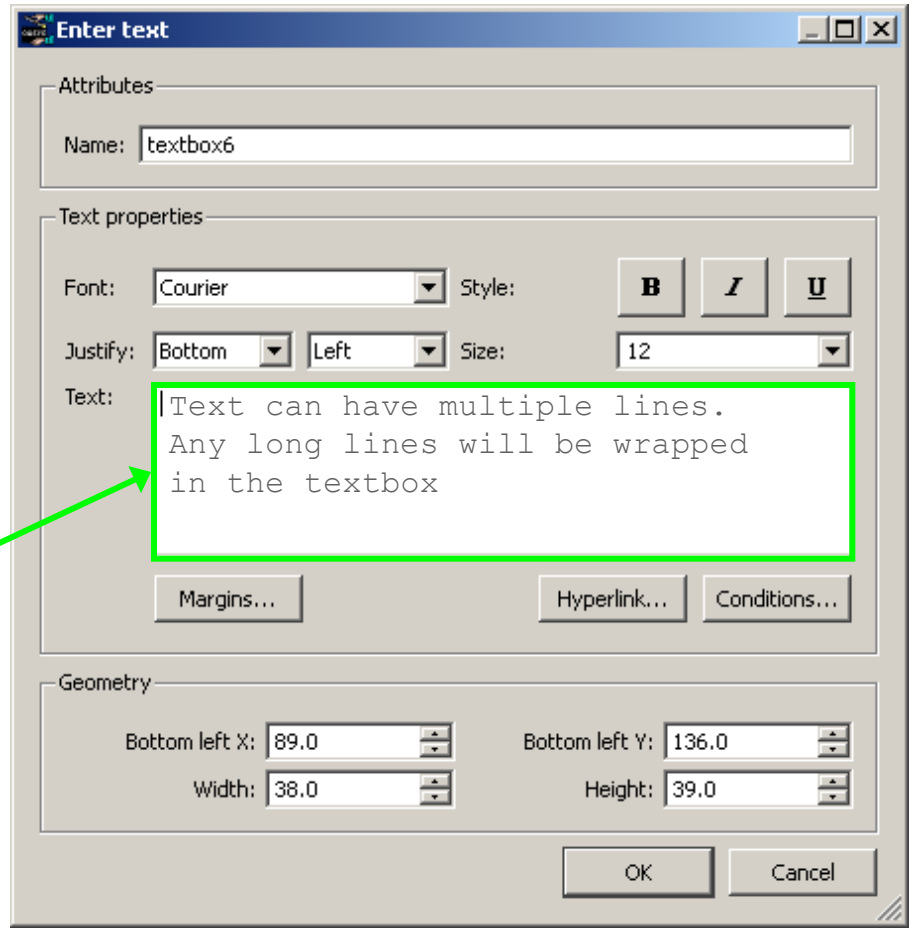 Enter text
Attributes
Name: textbox6
Text properties
Font: Courier Style: B I U
Justify: Bottom Left Size: 12
Text: Text can have multiple lines.
Any long lines will be wrapped
in the textbox
Margins... Hyperlink... Conditions...
Geometry
Bottom left X: 89.0 Bottom left Y: 136.0
Width: 38.0 Height: 39.0
OK Cancel